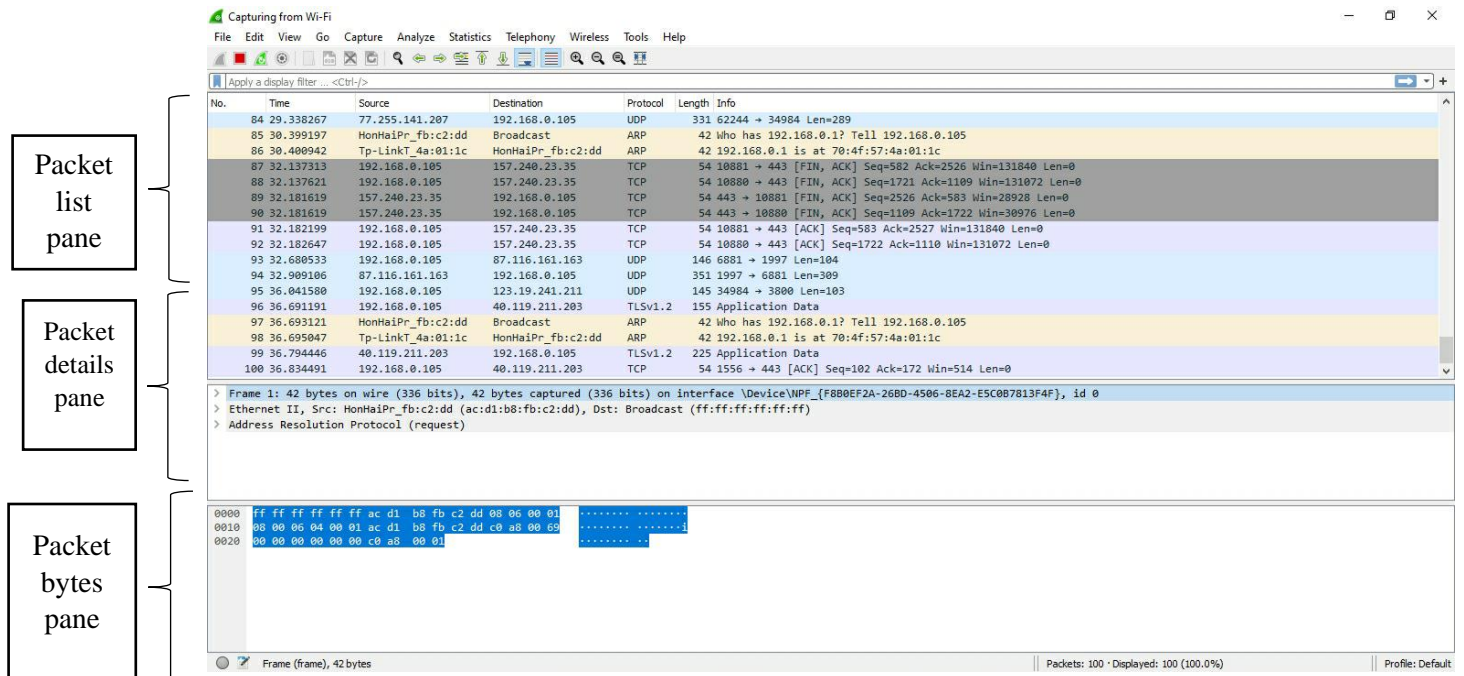 Capturing from Wi-Fi
File Edit View Go Capture Analyze Statistics Telephony Wireless Tools Help
Apply a display filter ... <Ctrl-/>
No. Time Source Destination Protocol Length Info
84 29.338267 77.255.141.207 192.168.0.105 UDP 331 62244 → 34984 Len=289
85 30.399197 HonHaiPr_fb:c2:dd Broadcast ARP 42 Who has 192.168.0.1? Tell 192.168.0.105
86 30.400942 Tp-LinkT_4a:01:1c HonHaiPr_fb:c2:dd ARP 42 192.168.0.1 is at 70:4f:57:4a:01:1c
87 32.137313 192.168.0.105 157.240.23.35 TCP 54 10881 → 443 [FIN, ACK] Seq=582 Ack=2526 Win=131840 Len=0
88 32.137621 192.168.0.105 157.240.23.35 TCP 54 10880 → 443 [FIN, ACK] Seq=1721 Ack=1109 Win=131072 Len=0
89 32.181619 157.240.23.35 192.168.0.105 TCP 54 443 → 10881 [FIN, ACK] Seq=2526 Ack=583 Win=28928 Len=0
90 32.181619 157.240.23.35 192.168.0.105 TCP 54 443 → 10880 [FIN, ACK] Seq=1109 Ack=1722 Win=30976 Len=0
91 32.182199 192.168.0.105 157.240.23.35 TCP 54 10881 → 443 [ACK] Seq=583 Ack=2527 Win=131840 Len=0
92 32.182647 192.168.0.105 157.240.23.35 TCP 54 10880 → 443 [ACK] Seq=1722 Ack=1110 Win=131072 Len=0
93 32.680533 192.168.0.105 87.116.161.163 UDP 146 6881 → 1997 Len=104
94 32.909106 87.116.161.163 192.168.0.105 UDP 351 1997 → 6881 Len=309
95 36.041580 192.168.0.105 123.19.241.211 UDP 145 34984 → 3800 Len=103
96 36.691191 192.168.0.105 40.119.211.203 TLSv1.2 155 Application Data
97 36.693121 HonHaiPr_fb:c2:dd Broadcast ARP 42 Who has 192.168.0.1? Tell 192.168.0.105
98 36.695047 Tp-LinkT_4a:01:1c HonHaiPr_fb:c2:dd ARP 42 192.168.0.1 is at 70:4f:57:4a:01:1c
99 36.794446 40.119.211.203 192.168.0.105 TLSv1.2 225 Application Data
100 36.834491 192.168.0.105 40.119.211.203 TCP 54 1556 → 443 [ACK] Seq=102 Ack=172 Win=514 Len=0
Packet
list
pane
> Frame 1: 42 bytes on wire (336 bits), 42 bytes captured (336 bits) on interface \Device\NPF_{F8B0EF2A-26BD-4506-8EA2-E5C0B7813F4F}, id 0
> Ethernet II, Src: HonHaiPr_fb:c2:dd (ac:d1:b8:fb:c2:dd), Dst: Broadcast (ff:ff:ff:ff:ff:ff)
> Address Resolution Protocol (request)
Packet
details
pane
0000 ff ff ff ff ff ff ac d1 b8 fb c2 dd 08 06 00 01 ········ ········
0010 08 00 06 04 00 01 ac d1 b8 fb c2 dd c0 a8 00 69 ········ ·······i
0020 00 00 00 00 00 00 c0 a8 00 01 ········ ··
Packet
bytes
pane
Frame (frame), 42 bytes
Packets: 100 · Displayed: 100 (100.0%)
Profile: Default